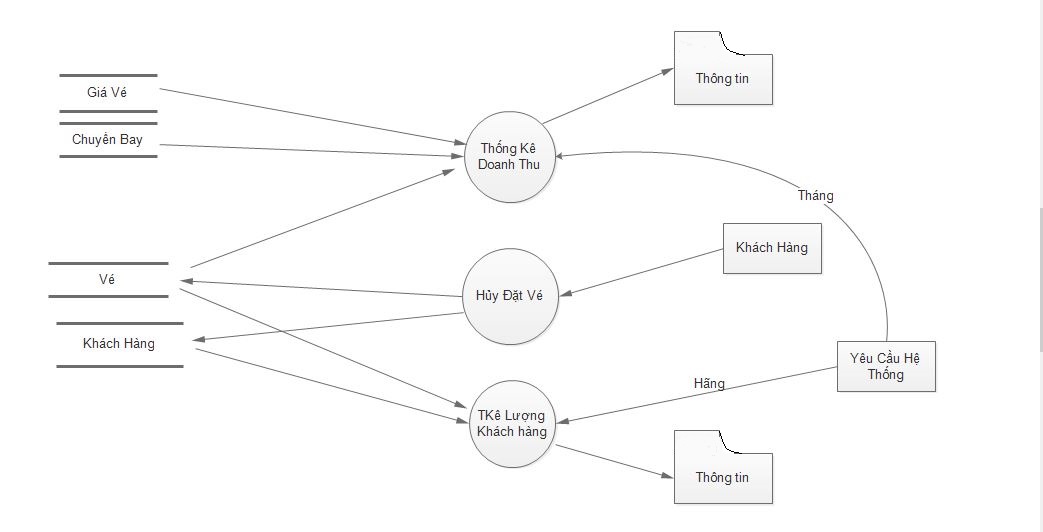 Thông tin
Giá Vé
Chuyến Bay
Thống Kê
Doanh Thu
Tháng
Khách Hàng
Vé
Hủy Đặt Vé
Khách Hàng
Yêu Cầu Hệ
Thống
Hãng
TKê Lượng
Khách hàng
Thông tin